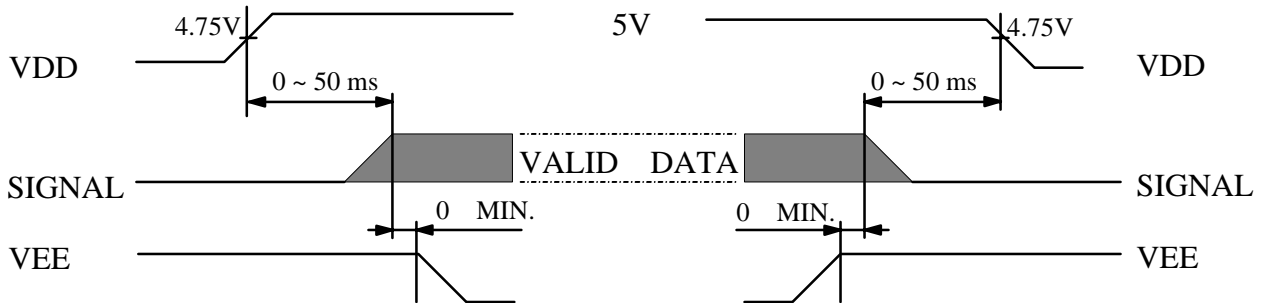 4.75V 5V 4.75V
VDD VDD
0 ~ 50 ms 0 ~ 50 ms
VALID DATA
SIGNAL SIGNAL
0 MIN. 0 MIN.
VEE VEE